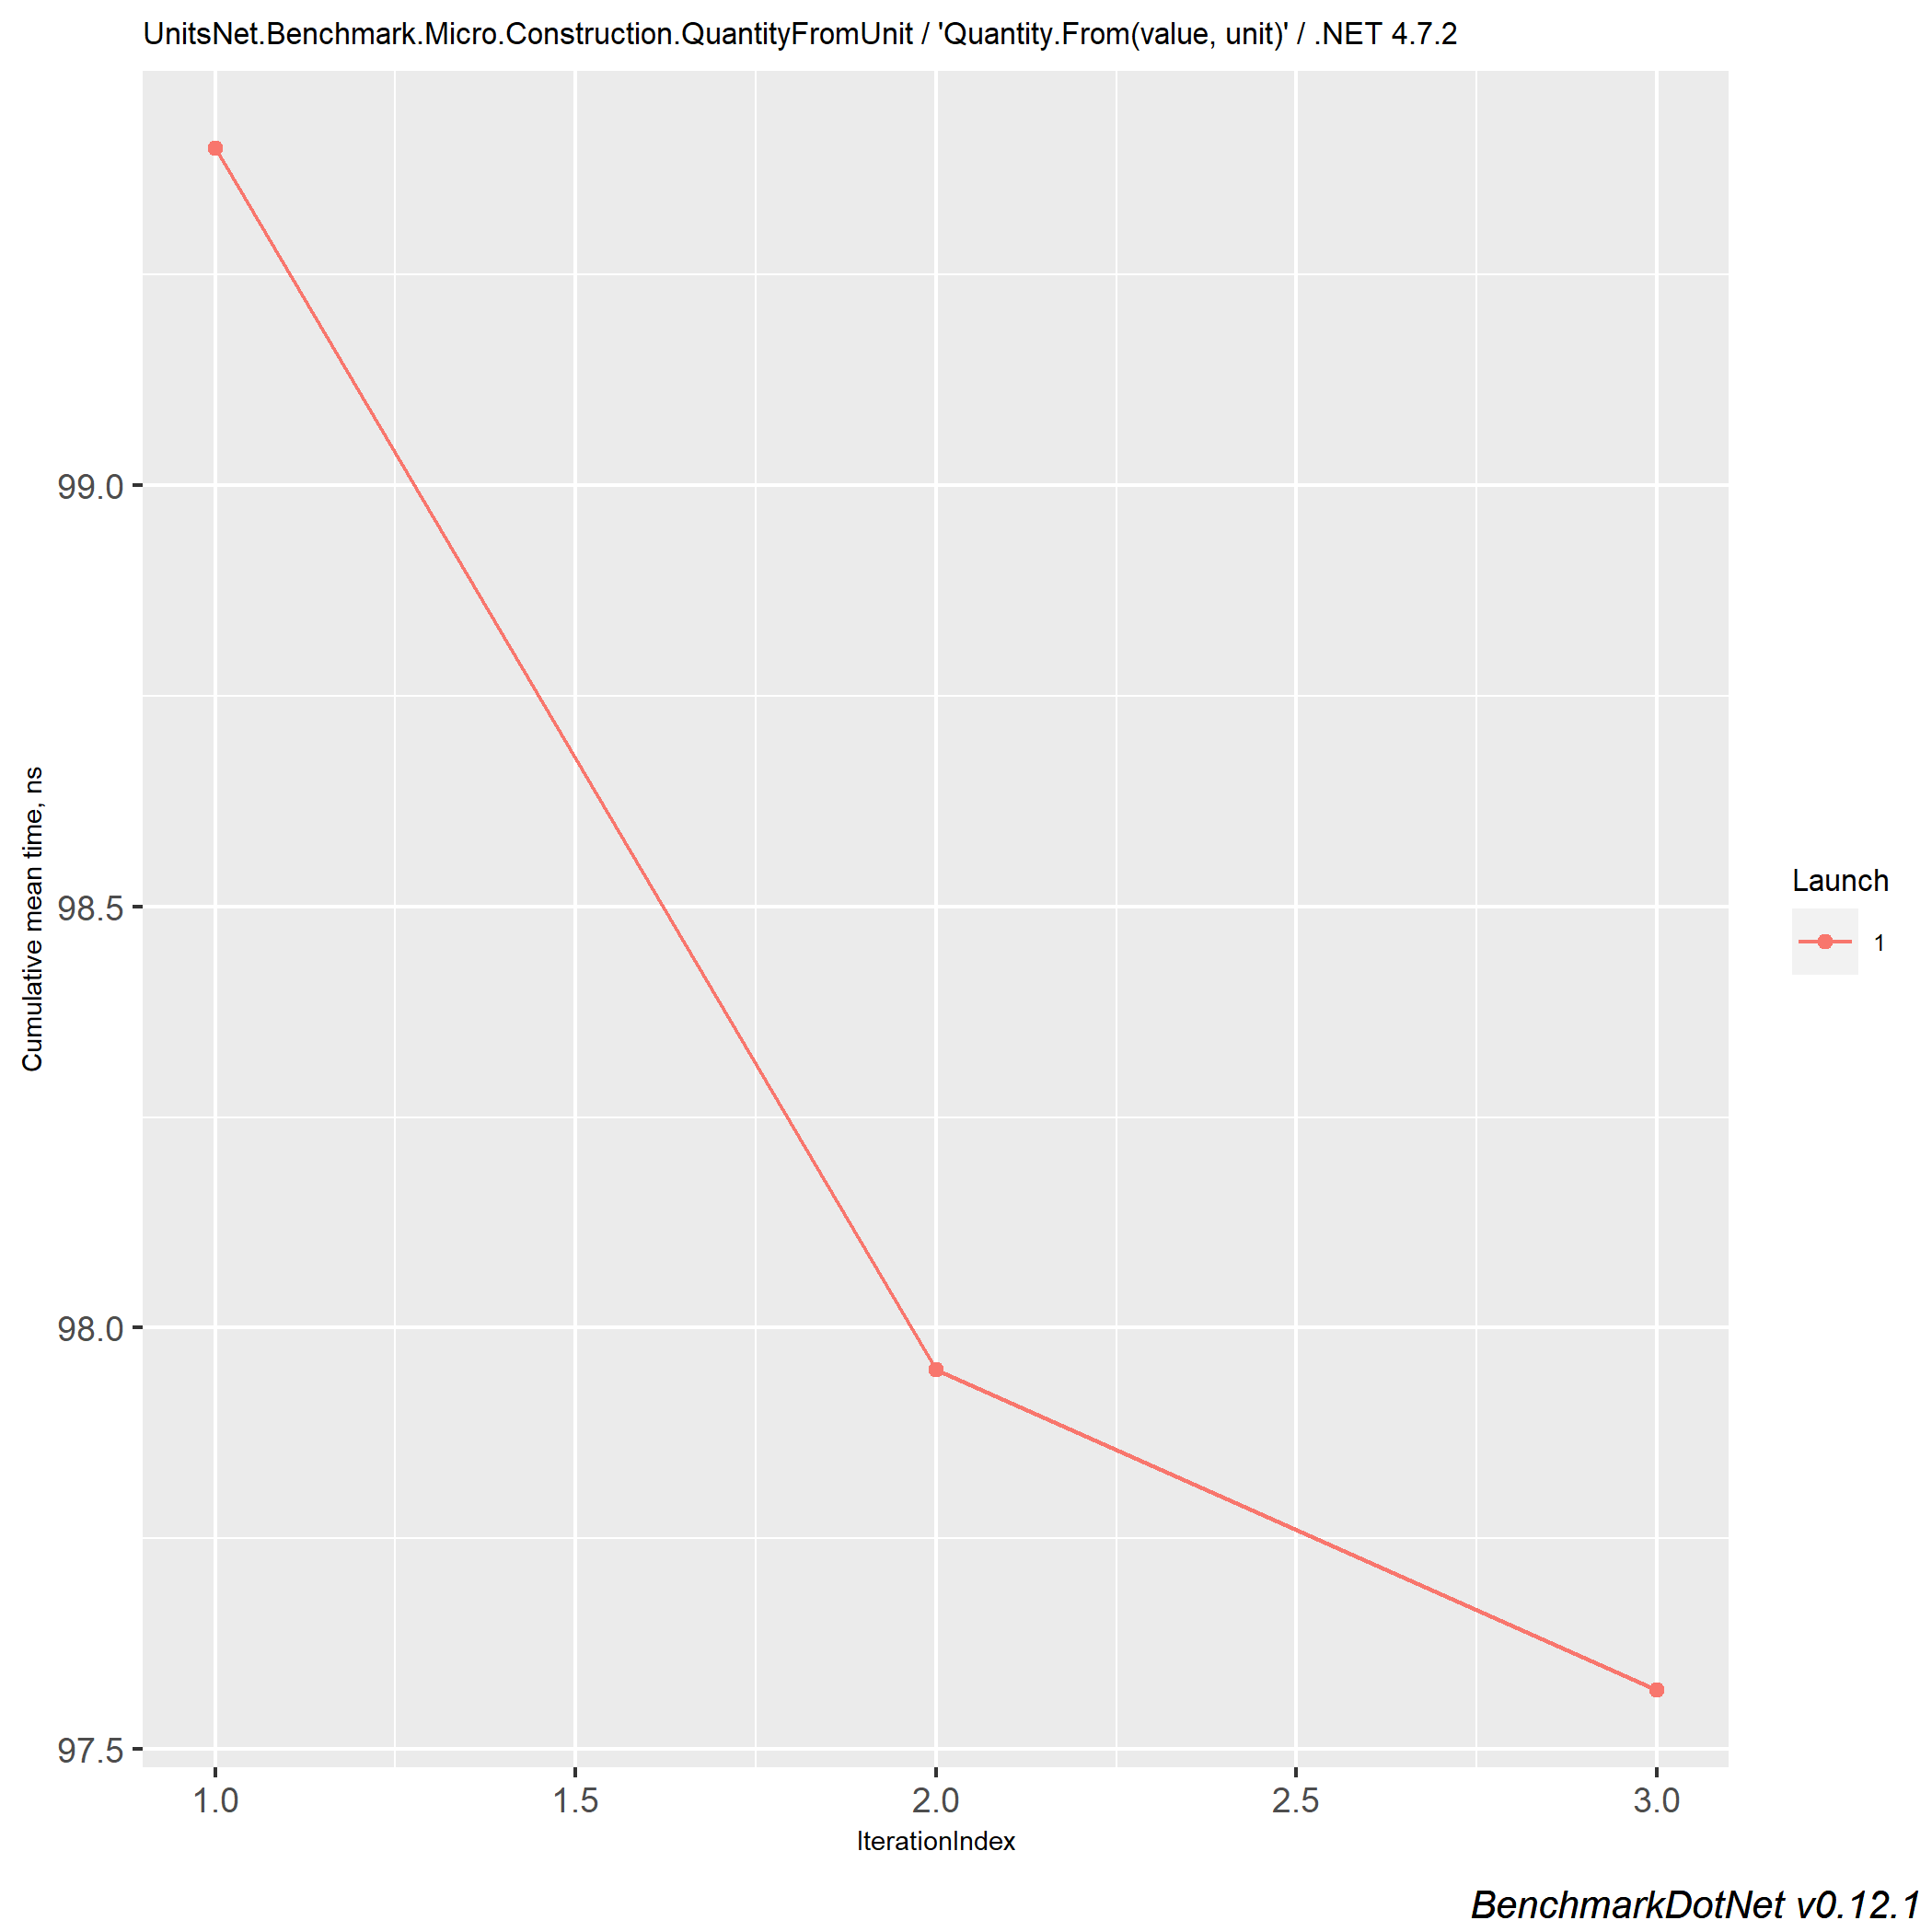 UnitsNet.Benchmark.Micro.Construction.QuantityFromUnit / 'Quantity.From(value, unit)' / .NET 4.7.2
Cumulative mean time, ns
99.0
98.5
98.0
97.5
1.0 1.5 2.0 2.5 3.0
IterationIndex
Launch
1
BenchmarkDotNet v0.12.1